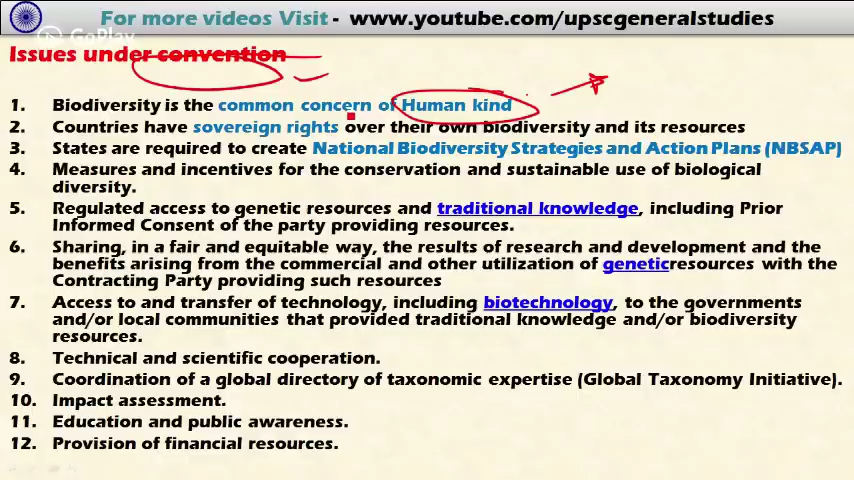 For more videos Visit - www.youtube.com/upscgeneralstudies
GoPlay
Issues under convention
1. Biodiversity is the common concern of Human kind
2. Countries have sovereign rights over their own biodiversity and its resources
3. States are required to create National Biodiversity Strategies and Action Plans (NBSAP)
4. Measures and incentives for the conservation and sustainable use of biological
diversity.
5. Regulated access to genetic resources and traditional knowledge, including Prior
Informed Consent of the party providing resources.
6. Sharing, in a fair and equitable way, the results of research and development and the
benefits arising from the commercial and other utilization of geneticresources with the
Contracting Party providing such resources
7. Access to and transfer of technology, including biotechnology, to the governments
and/or local communities that provided traditional knowledge and/or biodiversity
resources.
8. Technical and scientific cooperation.
9. Coordination of a global directory of taxonomic expertise (Global Taxonomy Initiative).
10. Impact assessment.
11. Education and public awareness.
12. Provision of financial resources.